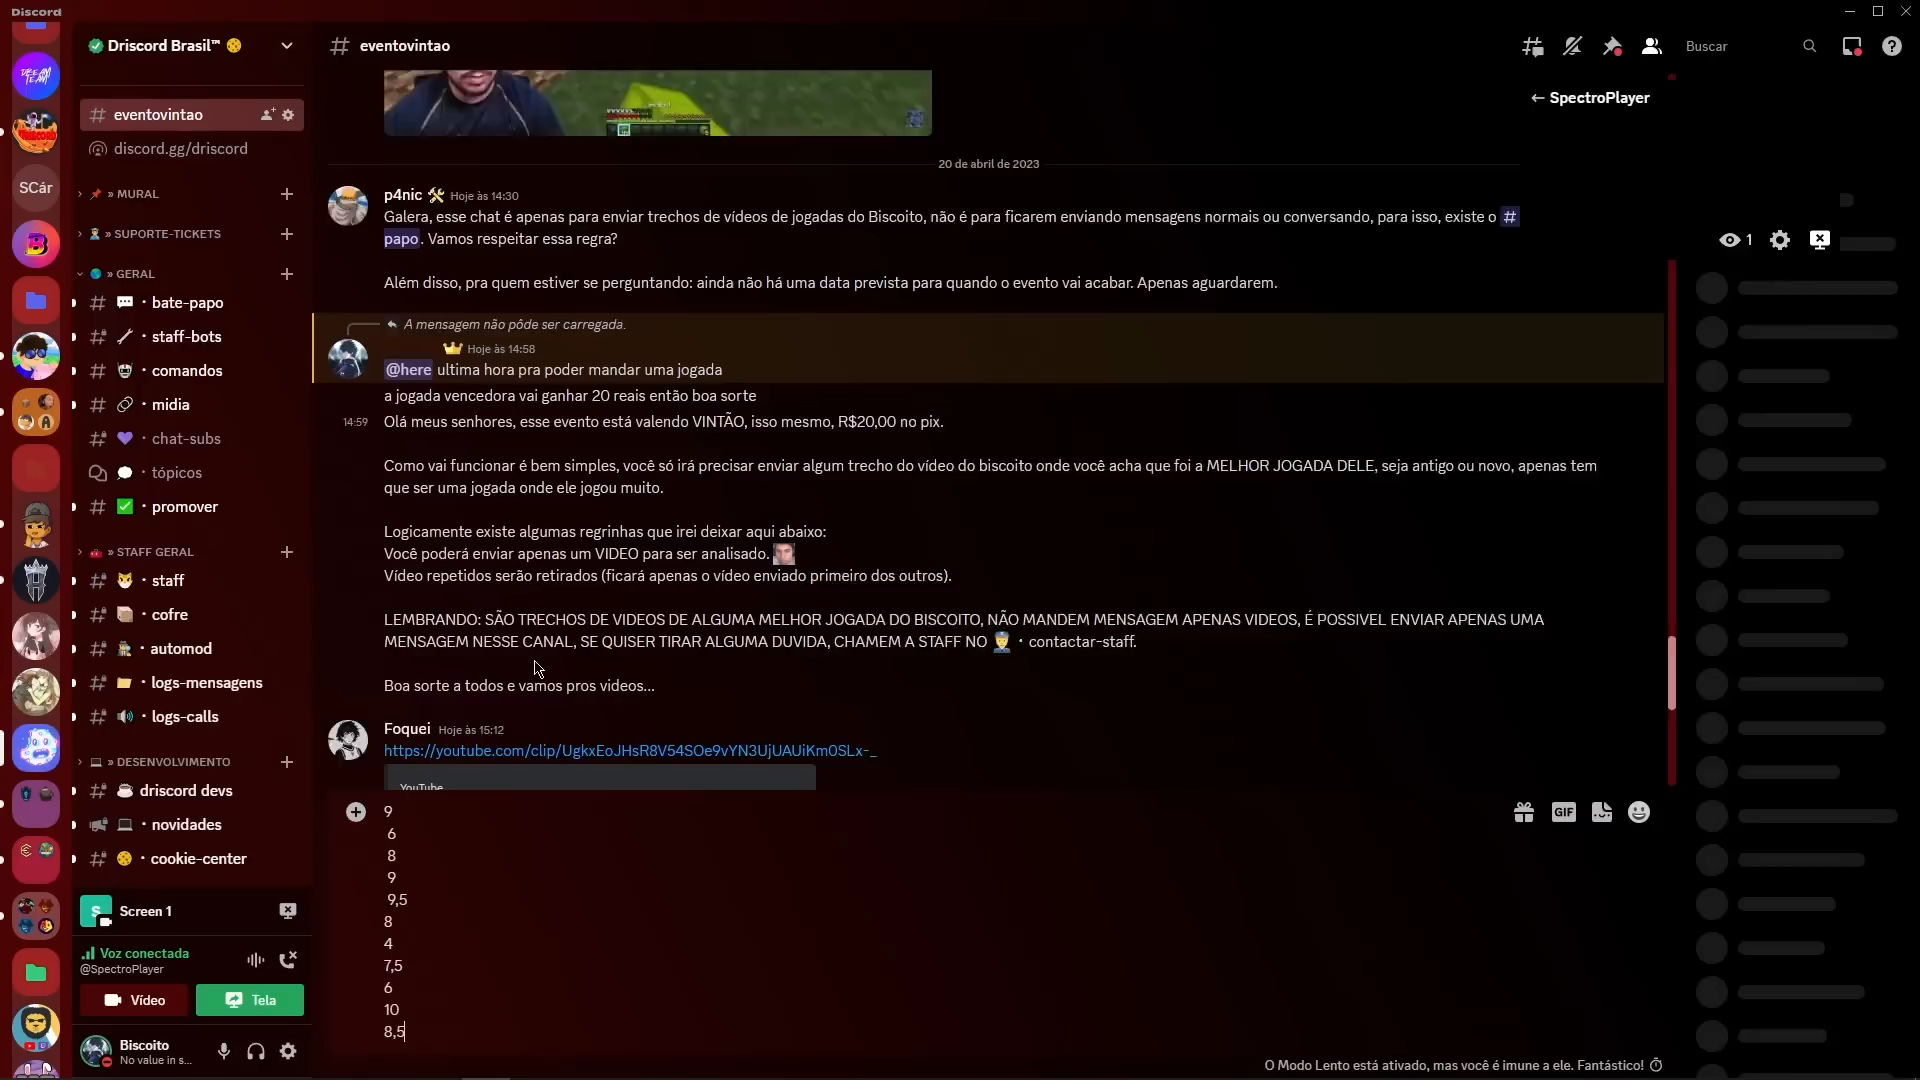 Discord
Driscord Brasil™
eventovintao
Buscar
SpectroPlayer
eventovintao
discord.gg/driscord
» MURAL
» SUPORTE-TICKETS
» GERAL
bate-papo
staff-bots
comandos
midia
chat-subs
tópicos
promover
» STAFF GERAL
staff
cofre
automod
logs-mensagens
logs-calls
» DESENVOLVIMENTO
driscord devs
novidades
cookie-center
Screen 1
Voz conectada
@SpectroPlayer
Vídeo
Tela
Biscoito
No value in s...
DREAM TEAM
SCár
20 de abril de 2023
p4nic Hoje às 14:30
Galera, esse chat é apenas para enviar trechos de vídeos de jogadas do Biscoito, não é para ficarem enviando mensagens normais ou conversando, para isso, existe o #
papo. Vamos respeitar essa regra?
Além disso, pra quem estiver se perguntando: ainda não há uma data prevista para quando o evento vai acabar. Apenas aguardarem.
A mensagem não pôde ser carregada.
Hoje às 14:58
@here ultima hora pra poder mandar uma jogada
a jogada vencedora vai ganhar 20 reais então boa sorte
14:59 Olá meus senhores, esse evento está valendo VINTÃO, isso mesmo, R$20,00 no pix.
Como vai funcionar é bem simples, você só irá precisar enviar algum trecho do vídeo do biscoito onde você acha que foi a MELHOR JOGADA DELE, seja antigo ou novo, apenas tem
que ser uma jogada onde ele jogou muito.
Logicamente existe algumas regrinhas que irei deixar aqui abaixo:
Você poderá enviar apenas um VIDEO para ser analisado.
Vídeo repetidos serão retirados (ficará apenas o vídeo enviado primeiro dos outros).
LEMBRANDO: SÃO TRECHOS DE VIDEOS DE ALGUMA MELHOR JOGADA DO BISCOITO, NÃO MANDEM MENSAGEM APENAS VIDEOS, É POSSIVEL ENVIAR APENAS UMA
MENSAGEM NESSE CANAL, SE QUISER TIRAR ALGUMA DUVIDA, CHAMEM A STAFF NO · contactar-staff.
Boa sorte a todos e vamos pros videos...
Foquei Hoje às 15:12
https://youtube.com/clip/UgkxEoJHsR8V54SOe9vYN3UjUAUiKm0SLx-_
YouTube
9
6
8
9
9,5
8
4
7,5
6
10
8,5
GIF
1
O Modo Lento está ativado, mas você é imune a ele. Fantástico!